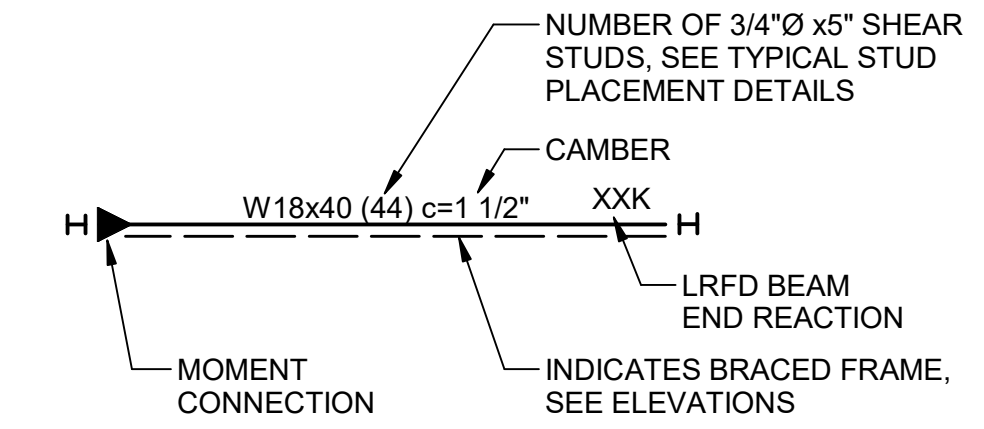 NUMBER OF 3/4"Ø x5" SHEAR
STUDS, SEE TYPICAL STUD
PLACEMENT DETAILS
CAMBER
W18x40 (44) c=1 1/2"
XXK
LRFD BEAM
END REACTION
MOMENT
CONNECTION
INDICATES BRACED FRAME,
SEE ELEVATIONS